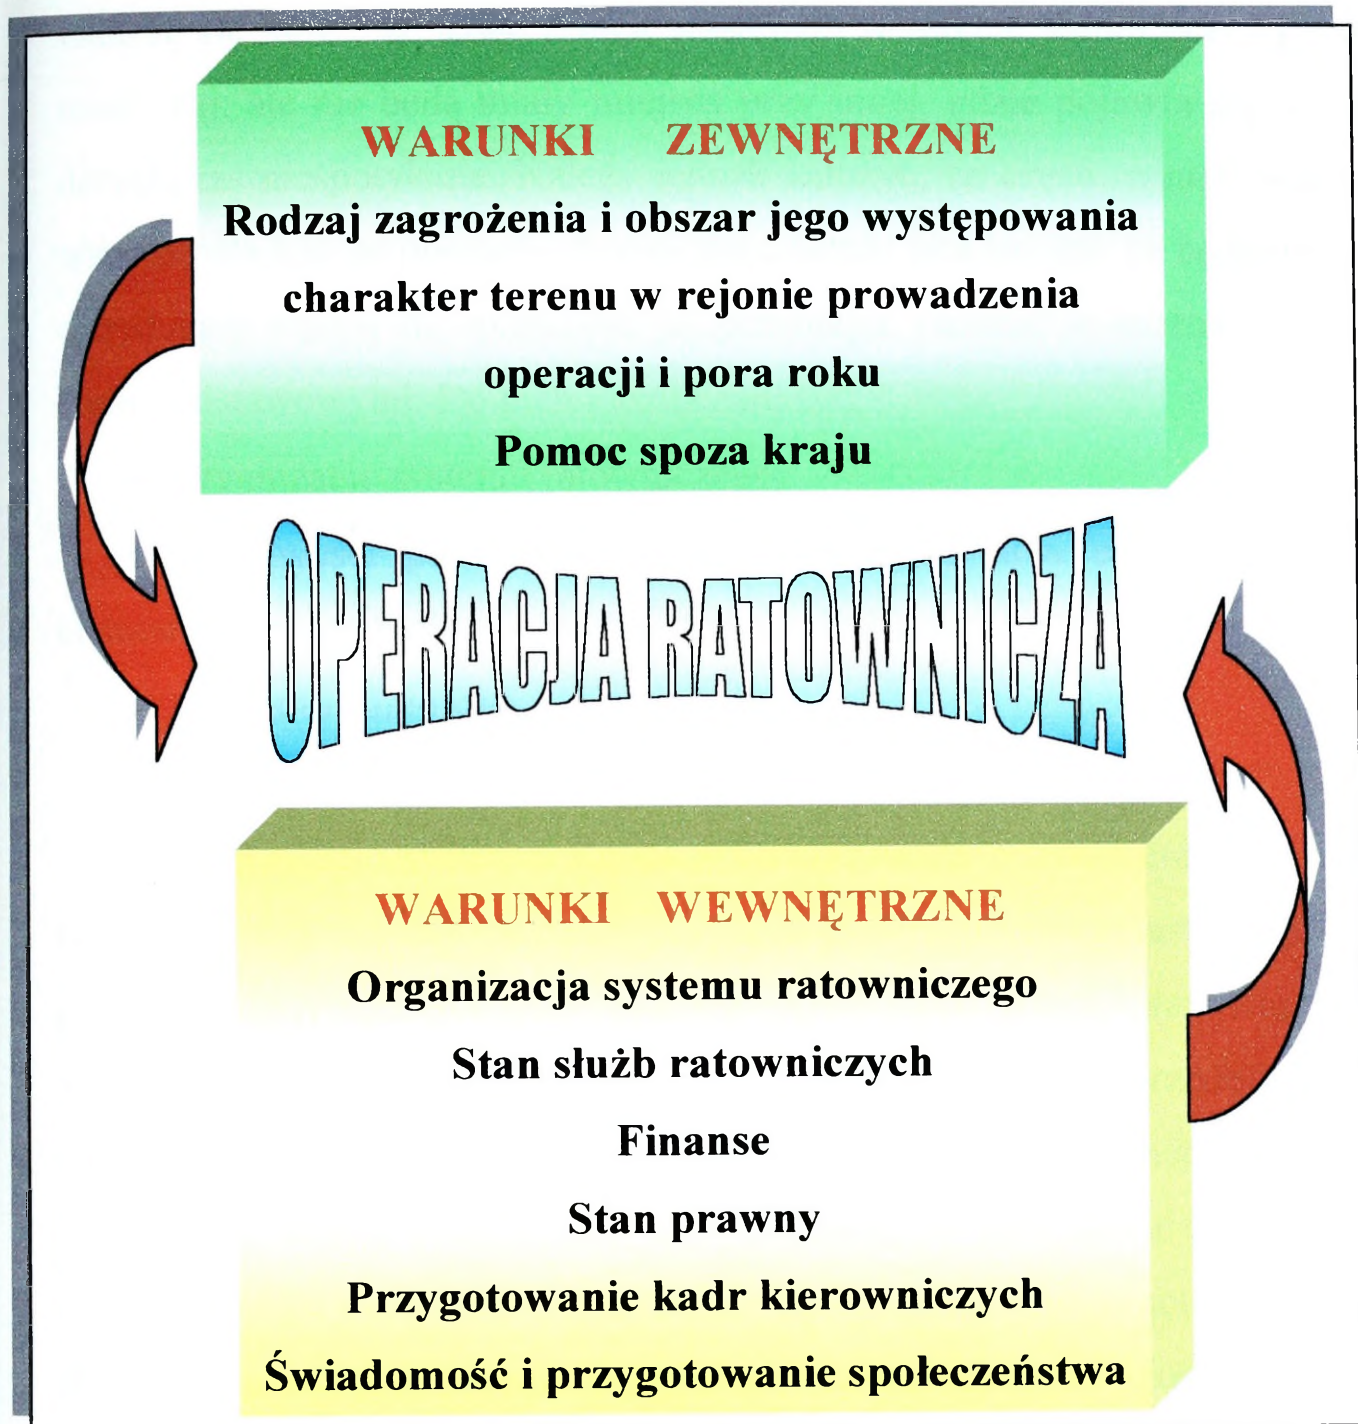 WARUNKI ZEWNĘTRZNE
Rodzaj zagrożenia i obszar jego występowania
charakter terenu w rejonie prowadzenia
operacji i pora roku
Pomoc spoza kraju
OPERACJA RATOWNICZA
WARUNKI WEWNĘTRZNE
Organizacja systemu ratowniczego
Stan służb ratowniczych
Finanse
Stan prawny
Przygotowanie kadr kierowniczych
Świadomość i przygotowanie społeczeństwa